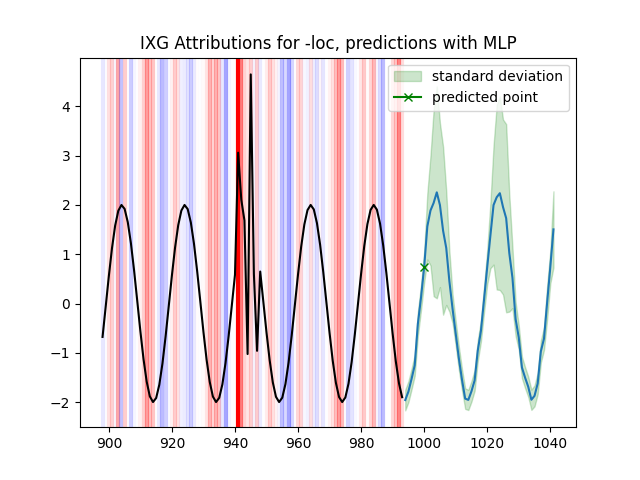 IXG Attributions for -loc, predictions with MLP
standard deviation
predicted point
4
3
2
1
0
−1
−2
900 920 940 960 980 1000 1020 1040